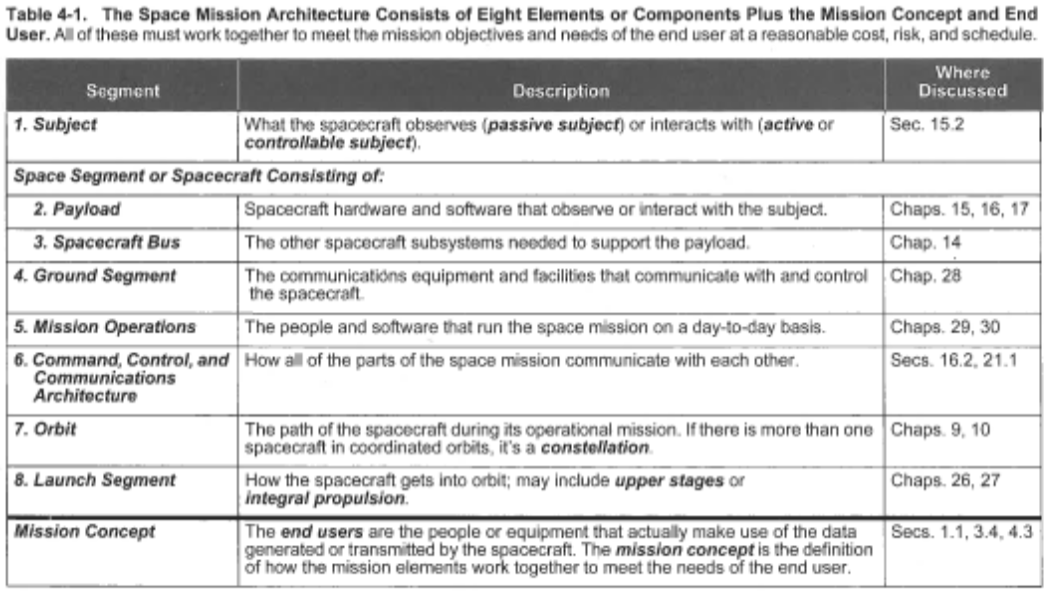 Table 4-1. The Space Mission Architecture Consists of Eight Elements or Components Plus the Mission Concept and End
User. All of these must work together to meet the mission objectives and needs of the end user at a reasonable cost, risk, and schedule.
Segment Description Where
Discussed
1. Subject What the spacecraft observes (passive subject) or interacts with (active or Sec. 15.2
controllable subject).
Space Segment or Spacecraft Consisting of:
2. Payload Spacecraft hardware and software that observe or interact with the subject. Chaps. 15, 16, 17
3. Spacecraft Bus The other spacecraft subsystems needed to support the payload. Chap. 14
4. Ground Segment The communications equipment and facilities that communicate with and control Chap. 28
the spacecraft.
5. Mission Operations The people and software that run the space mission on a day-to-day basis. Chaps. 29, 30
6. Command, Control, and How all of the parts of the space mission communicate with each other. Secs. 16.2, 21.1
Communications
Architecture
7. Orbit The path of the spacecraft during its operational mission. If there is more than one Chaps. 9, 10
spacecraft in coordinated orbits, it's a constellation.
8. Launch Segment How the spacecraft gets into orbit; may include upper stages or Chaps. 26, 27
integral propulsion.
Mission Concept The end users are the people or equipment that actually make use of the data Secs. 1.1, 3.4, 4.3
generated or transmitted by the spacecraft. The mission concept is the definition
of how the mission elements work together to meet the needs of the end user.